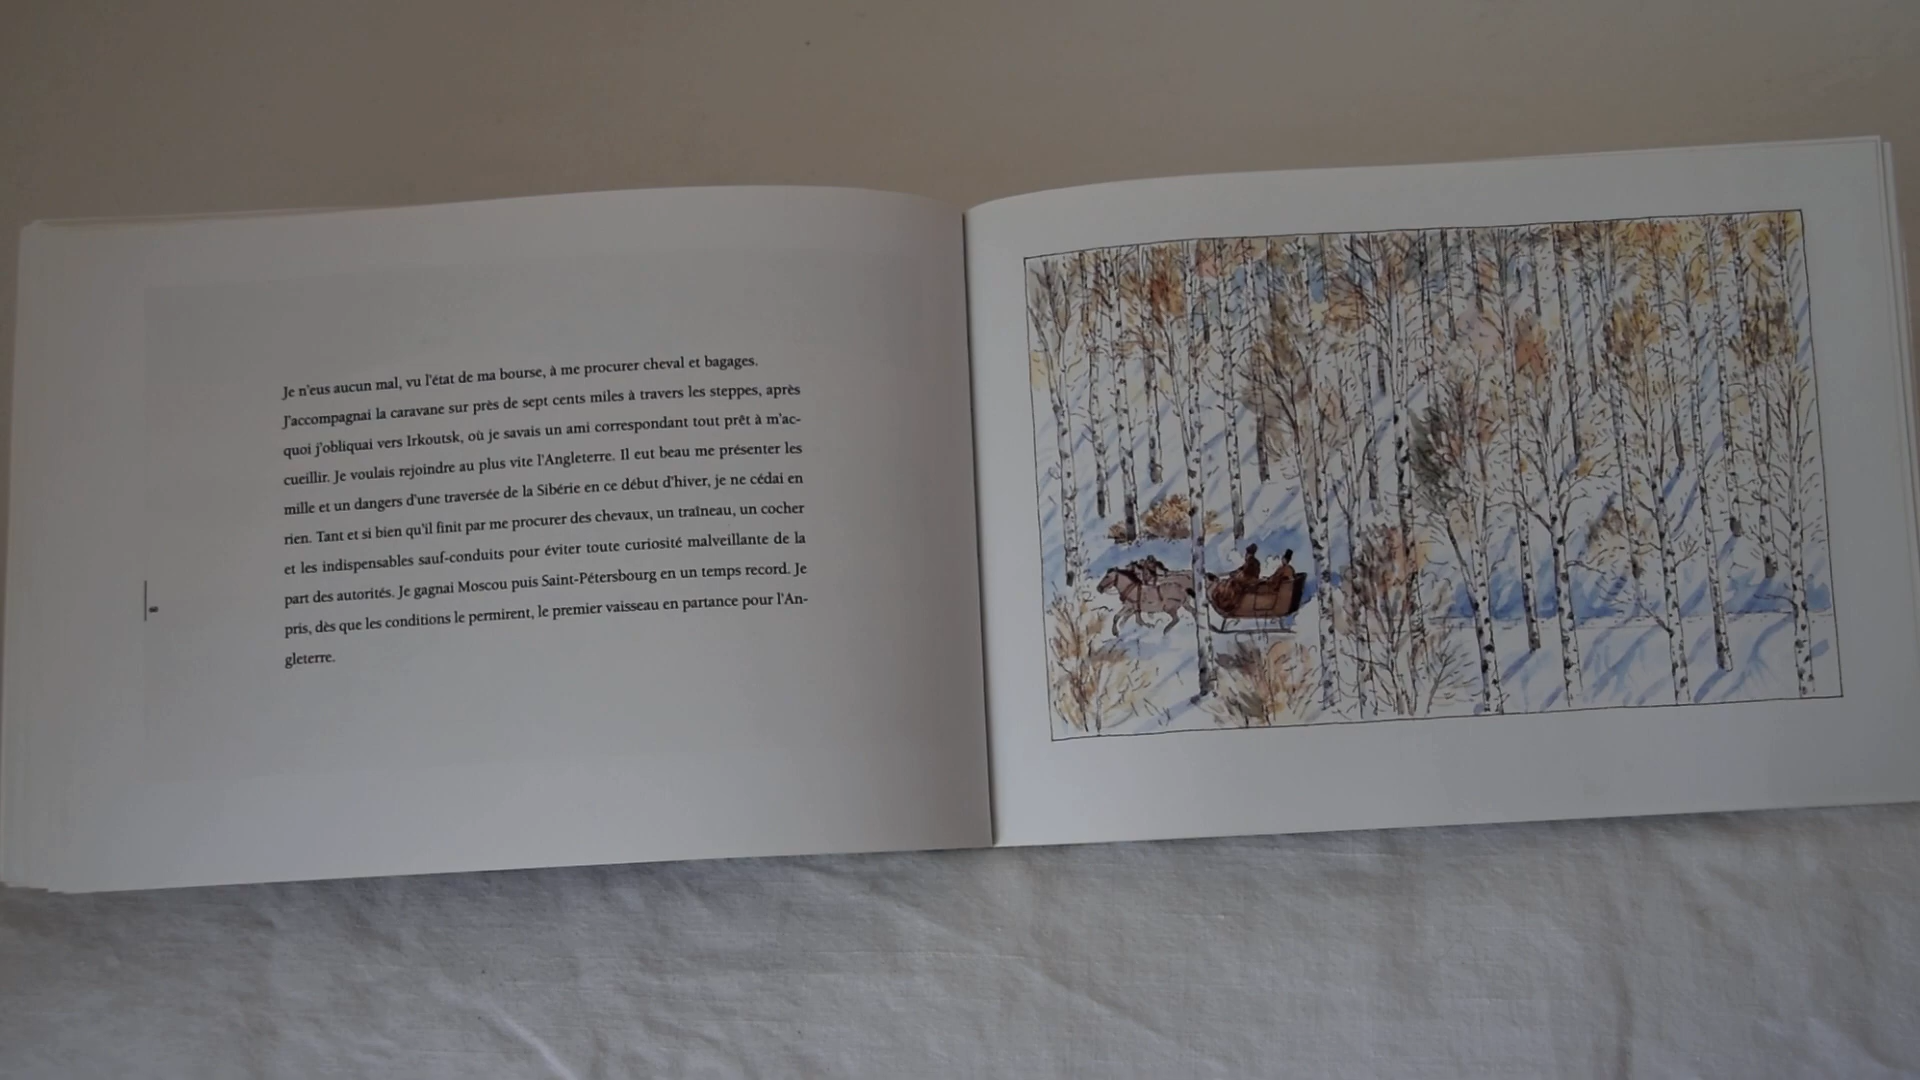 Je n'eus aucun mal, vu l'état de ma bourse, à me procurer cheval et bagages.
J'accompagnai la caravane sur près de sept cents miles à travers les steppes, après
quoi j'obliquai vers Irkoutsk, où je savais un ami correspondant tout prêt à m'ac-
cueillir. Je voulais rejoindre au plus vite l'Angleterre. Il eut beau me présenter les
mille et un dangers d'une traversée de la Sibérie en ce début d'hiver, je ne cédai en
rien. Tant et si bien qu'il finit par me procurer des chevaux, un traîneau, un cocher
et les indispensables sauf-conduits pour éviter toute curiosité malveillante de la
part des autorités. Je gagnai Moscou puis Saint-Pétersbourg en un temps record. Je
pris, dès que les conditions le permirent, le premier vaisseau en partance pour l'An-
gleterre.